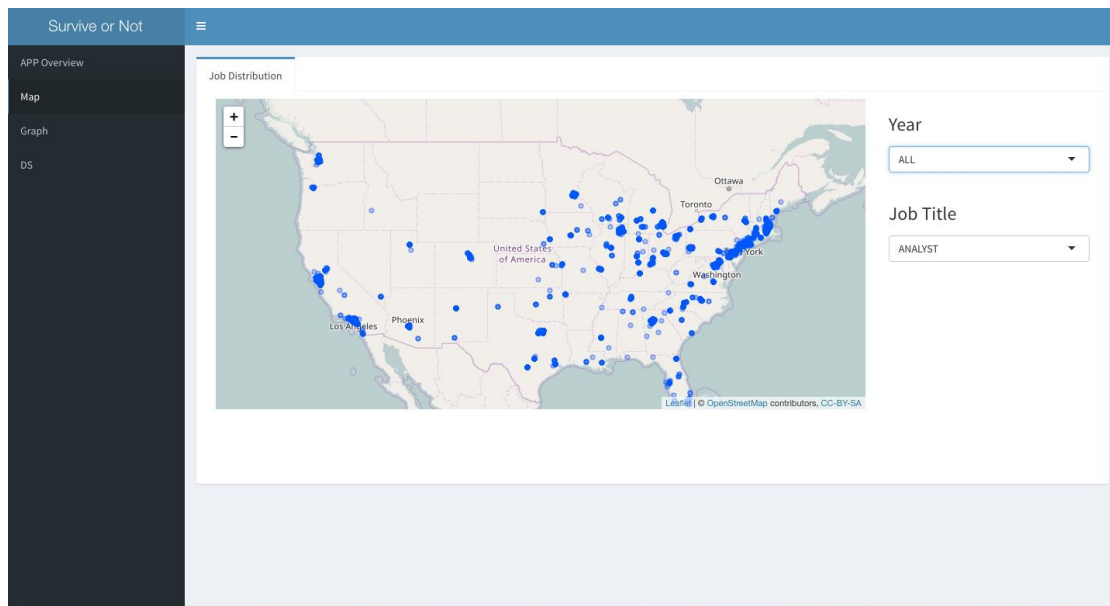 Survive or Not
APP Overview
Map
Graph
DS
Job Distribution
+
-
Ottawa
Toronto
United States
of America
York
Washington
Phoenix
Los Angeles
Leaflet | © OpenStreetMap contributors, CC-BY-SA
Year
ALL
Job Title
ANALYST